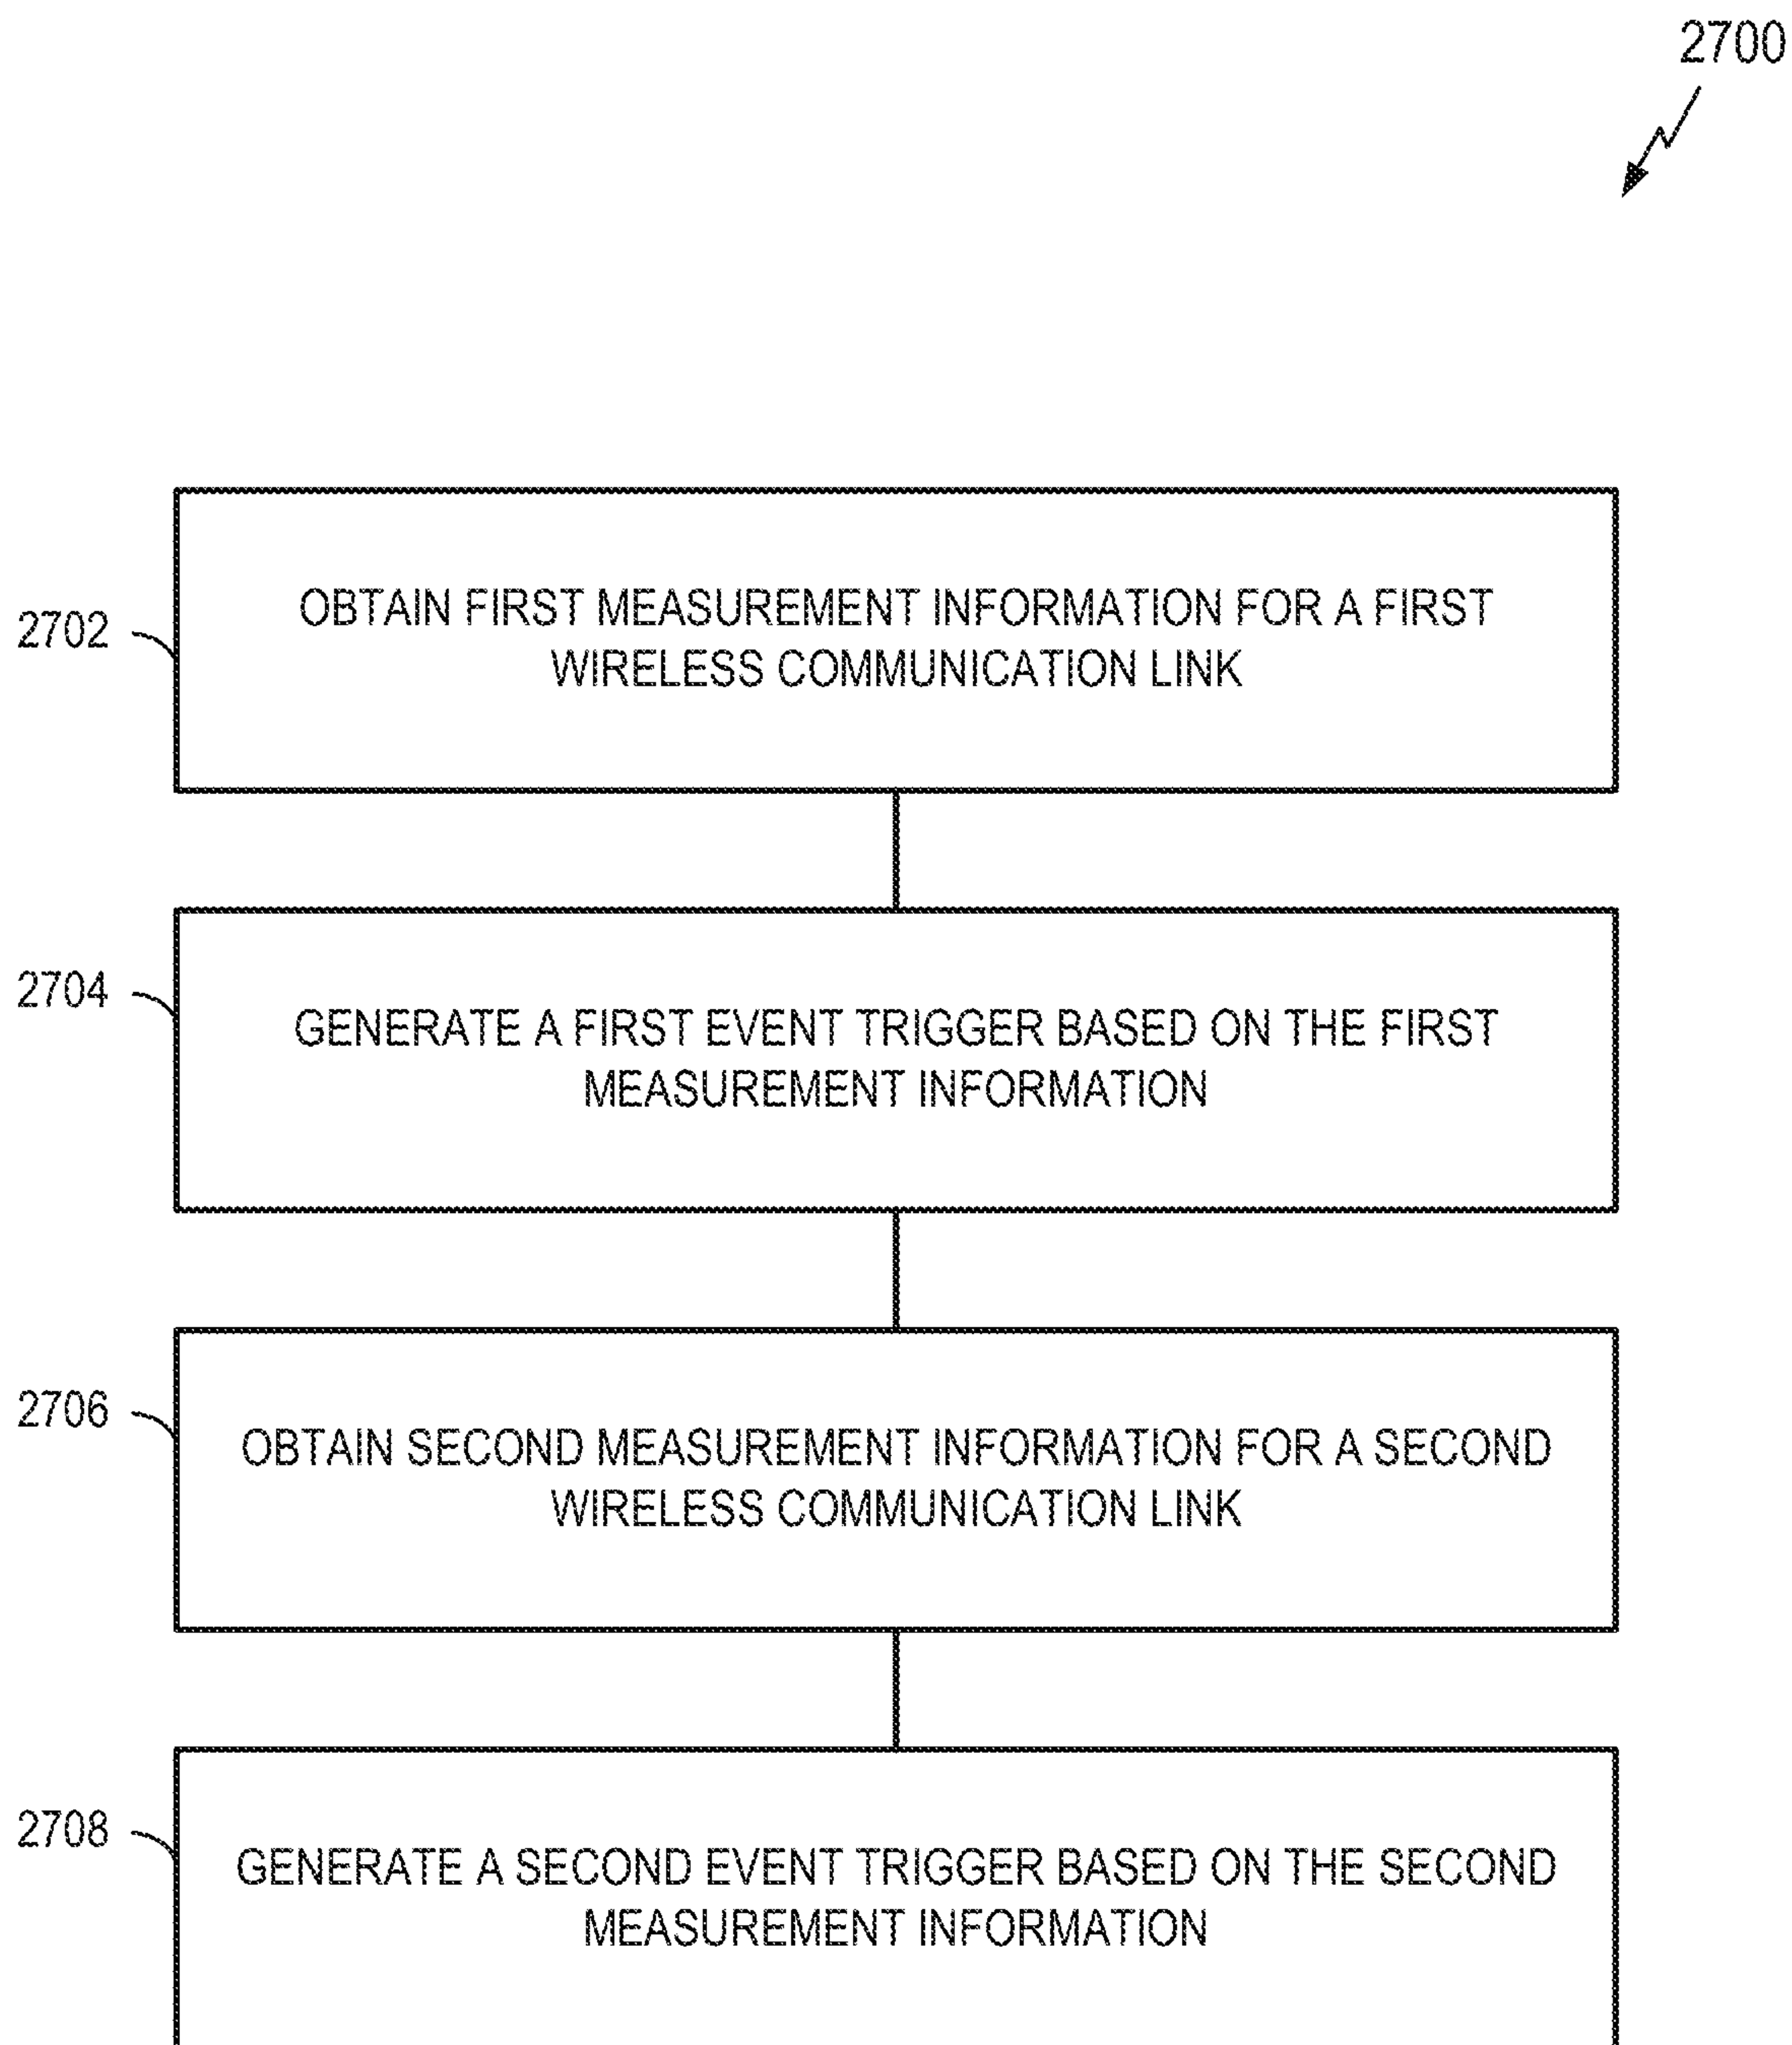 2700
2702
OBTAIN FIRST MEASUREMENT INFORMATION FOR A FIRST
WIRELESS COMMUNICATION LINK
2704
GENERATE A FIRST EVENT TRIGGER BASED ON THE FIRST
MEASUREMENT INFORMATION
2706
OBTAIN SECOND MEASUREMENT INFORMATION FOR A SECOND
WIRELESS COMMUNICATION LINK
2708
GENERATE A SECOND EVENT TRIGGER BASED ON THE SECOND
MEASUREMENT INFORMATION